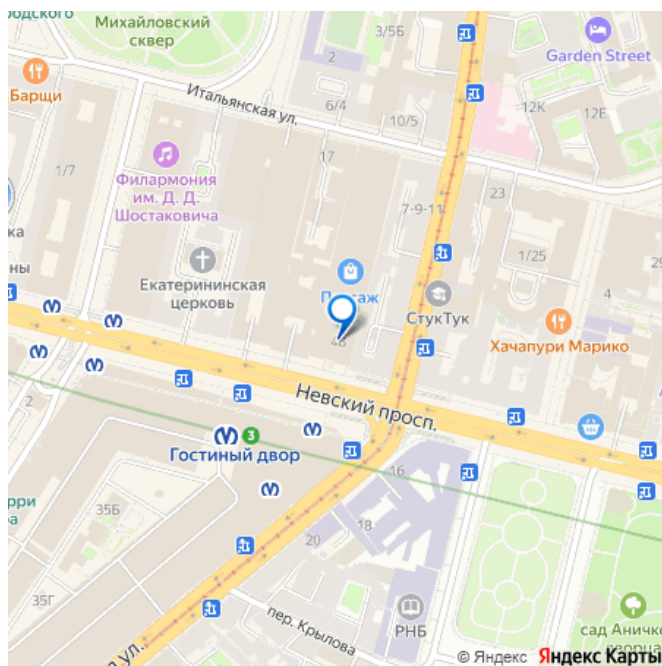 Михайловский
сквер
3/5Б
Garden Street
2
Барщи
Итальянская ул.
6/4
10/5
12К
12Е
17
1/7
Филармония
им. Д. Д.
Шостаковича
7-9-11
23
1/25
4
Екатерининская
церковь
СтукТук
Хачапури Марико
48
2
Невский просп.
3
Гостиный двор
16
35Б
18
20
35Г
пер. Крылова
РНБ
сад Аничко
© Яндекс Яндекс Карты